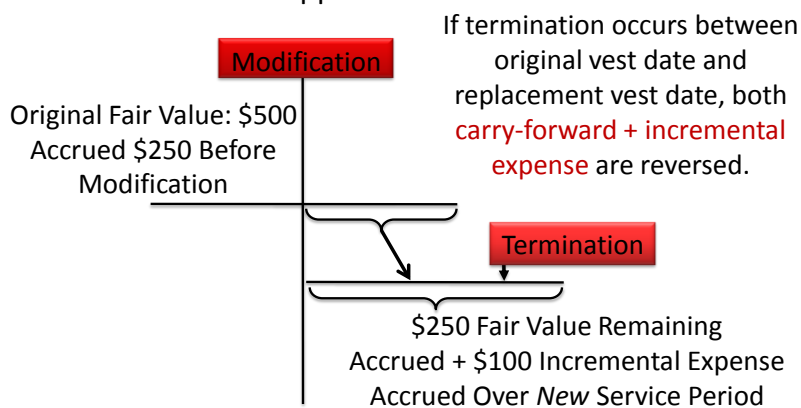 If termination occurs between
original vest date and
replacement vest date, both
carry-forward + incremental
expense are reversed.
Modification
Original Fair Value: $500
Accrued $250 Before
Modification
Termination
$250 Fair Value Remaining
Accrued + $100 Incremental Expense
Accrued Over New Service Period